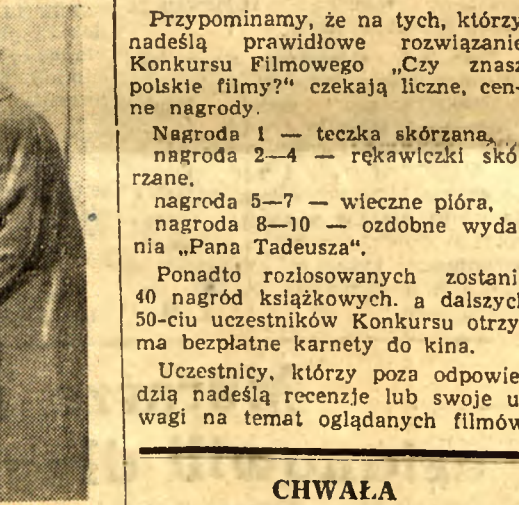 Przypominamy, że na tych, którzy
nadeślą prawidłowe rozwiązanie
Konkursu Filmowego „Czy znasz
polskie filmy?“ czekają liczne, cen-
ne nagrody.
Nagroda 1 — teczka skórzana,
nagroda 2—4 — rękawiczki skó
rzane,
nagroda 5—7 — wieczne pióra,
nagroda 8—10 — ozdobne wyda
nia „Pana Tadeusza“.
Ponadto rozlosowanych zostani
40 nagród książkowych. a dalszych
50-ciu uczestników Konkursu otrzy
ma bezpłatne karnety do kina.
Uczestnicy, którzy poza odpowie
dzią nadeślą recenzje lub swoje u
wagi na temat oglądanych filmów
CHWAŁA